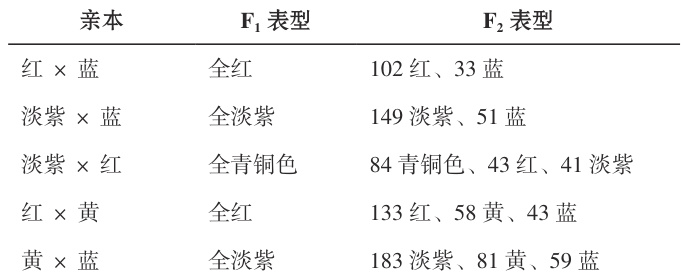 亲本 F₁ 表型 F₂ 表型
红 × 蓝 全红 102 红、33 蓝
淡紫 × 蓝 全淡紫 149 淡紫、51 蓝
淡紫 × 红 全青铜色 84 青铜色、43 红、41 淡紫
红 × 黄 全红 133 红、58 黄、43 蓝
黄 × 蓝 全淡紫 183 淡紫、81 黄、59 蓝